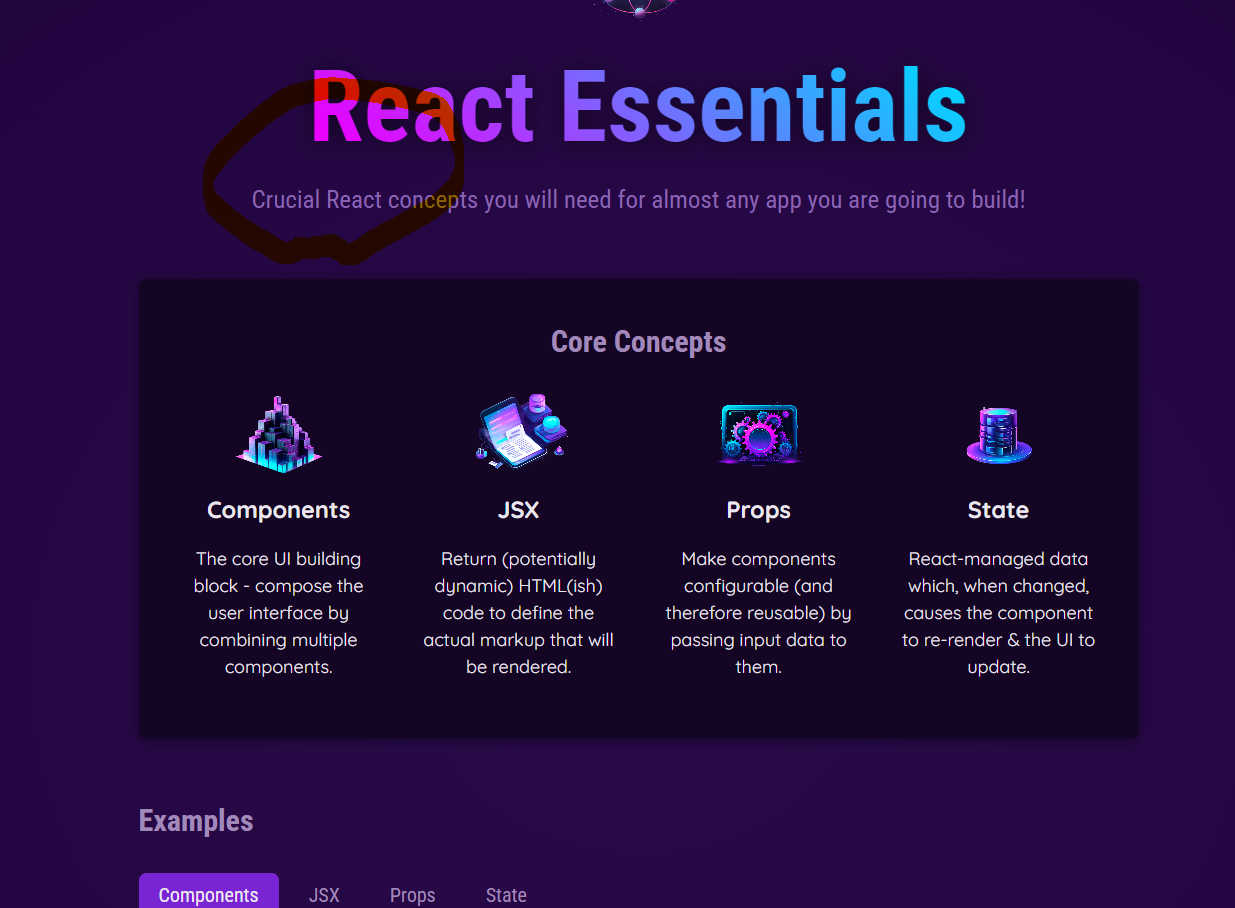 React Essentials
Crucial React concepts you will need for almost any app you are going to build!
Core Concepts
Components
The core UI building
block - compose the
user interface by
combining multiple
components.
JSX
Return (potentially
dynamic) HTML(ish)
code to define the
actual markup that will
be rendered.
Props
Make components
configurable (and
therefore reusable) by
passing input data to
them.
State
React-managed data
which, when changed,
causes the component
to re-render & the UI to
update.
Examples
Components JSX Props State